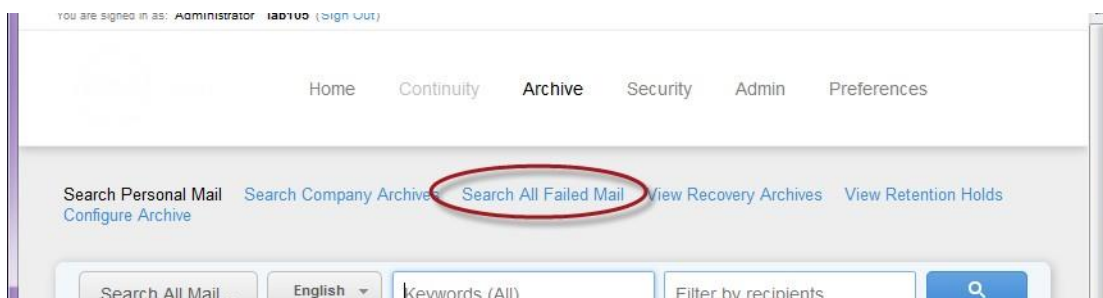 You are signed in as: Administrator lab105 (Sign Out)
Home Continuity Archive Security Admin Preferences
Search Personal Mail Search Company Archives Search All Failed Mail View Recovery Archives View Retention Holds
Configure Archive
Search All Mail English Keywords (All) Filter by recipients